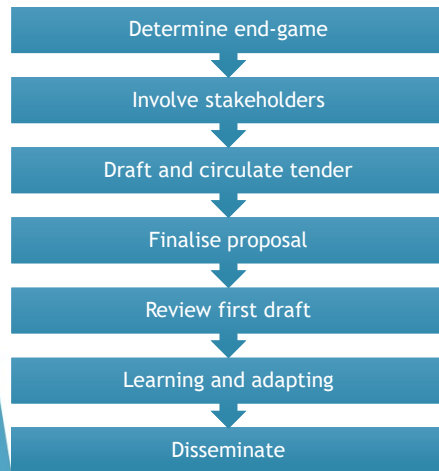 Determine end-game
Involve stakeholders
Draft and circulate tender
Finalise proposal
Review first draft
Learning and adapting
Disseminate